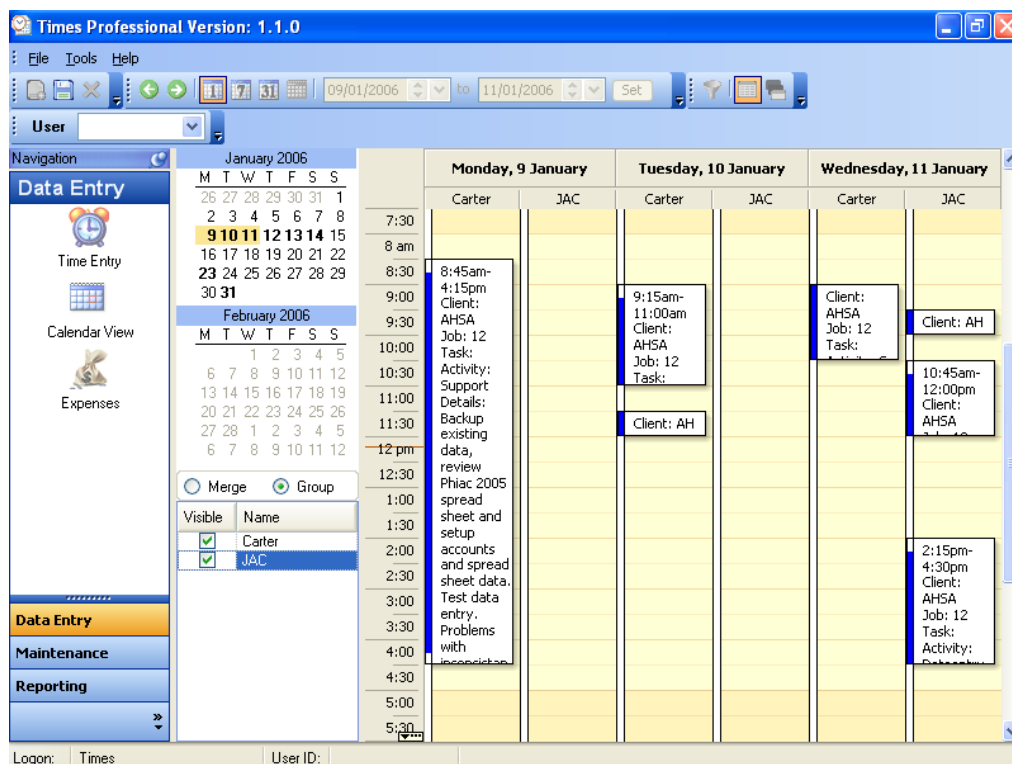 Times Professional Version: 1.1.0
File Tools Help
1 7 31 09/01/2006 to 11/01/2006 Set
User
Navigation
Data Entry
Time Entry
Calendar View
Expenses
Data Entry
Maintenance
Reporting
January 2006
M T W T F S S
26 27 28 29 30 31 1
2 3 4 5 6 7 8
9 10 11 12 13 14 15
16 17 18 19 20 21 22
23 24 25 26 27 28 29
30 31
February 2006
M T W T F S S
1 2 3 4 5
6 7 8 9 10 11 12
13 14 15 16 17 18 19
20 21 22 23 24 25 26
27 28 1 2 3 4 5
6 7 8 9 10 11 12
Merge Group
Visible Name
Carter
JAC
Monday, 9 January Tuesday, 10 January Wednesday, 11 January
Carter JAC Carter JAC Carter JAC
7:30
8 am
8:30
9:00
9:30
10:00
10:30
11:00
11:30
12 pm
12:30
1:00
1:30
2:00
2:30
3:00
3:30
4:00
4:30
5:00
5:30
8:45am-
4:15pm
Client:
AHSA
Job: 12
Task:
Activity:
Support
Details:
Backup
existing
data,
review
Phiac 2005
spread
sheet and
setup
accounts
and spread
sheet data.
Test data
entry.
Problems
with
9:15am-
11:00am
Client:
AHSA
Job: 12
Task:
Client: AH
Client:
AHSA
Job: 12
Task:
Client: AH
10:45am-
12:00pm
Client:
AHSA
2:15pm-
4:30pm
Client:
AHSA
Job: 12
Task:
Activity:
Logon: Times User ID: